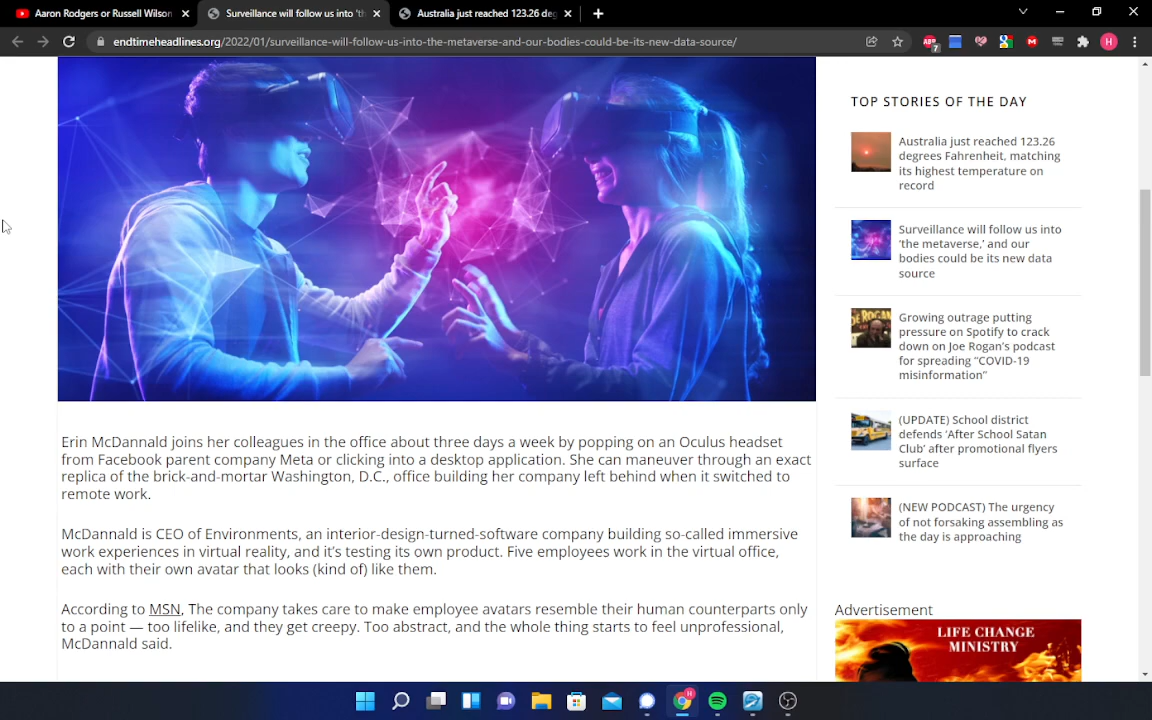 Aaron Rodgers or Russell Wilson
Surveillance will follow us into 'th
Australia just reached 123.26 deg
endtimeheadlines.org/2022/01/surveillance-will-follow-us-into-the-metaverse-and-our-bodies-could-be-its-new-data-source/
7
H
TOP STORIES OF THE DAY
Australia just reached 123.26
degrees Fahrenheit, matching
its highest temperature on
record
Surveillance will follow us into
'the metaverse,' and our
bodies could be its new data
source
Growing outrage putting
pressure on Spotify to crack
down on Joe Rogan's podcast
for spreading "COVID-19
misinformation"
(UPDATE) School district
defends 'After School Satan
Club' after promotional flyers
surface
(NEW PODCAST) The urgency
of not forsaking assembling as
the day is approaching
Advertisement
LIFE CHANGE
MINISTRY
Erin McDannald joins her colleagues in the office about three days a week by popping on an Oculus headset
from Facebook parent company Meta or clicking into a desktop application. She can maneuver through an exact
replica of the brick-and-mortar Washington, D.C., office building her company left behind when it switched to
remote work.
McDannald is CEO of Environments, an interior-design-turned-software company building so-called immersive
work experiences in virtual reality, and it's testing its own product. Five employees work in the virtual office,
each with their own avatar that looks (kind of) like them.
According to MSN, The company takes care to make employee avatars resemble their human counterparts only
to a point — too lifelike, and they get creepy. Too abstract, and the whole thing starts to feel unprofessional,
McDannald said.